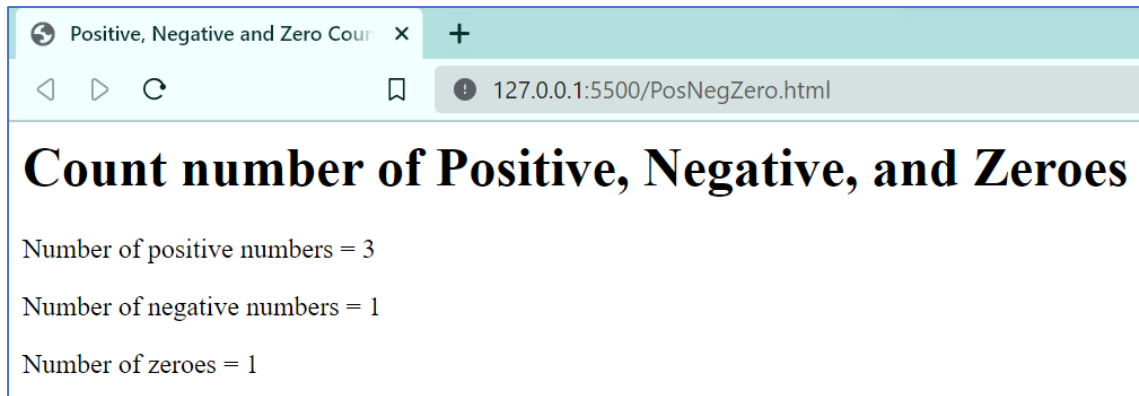 Positive, Negative and Zero Coun
127.0.0.1:5500/PosNegZero.html
Count number of Positive, Negative, and Zeroes
Number of positive numbers = 3
Number of negative numbers = 1
Number of zeroes = 1